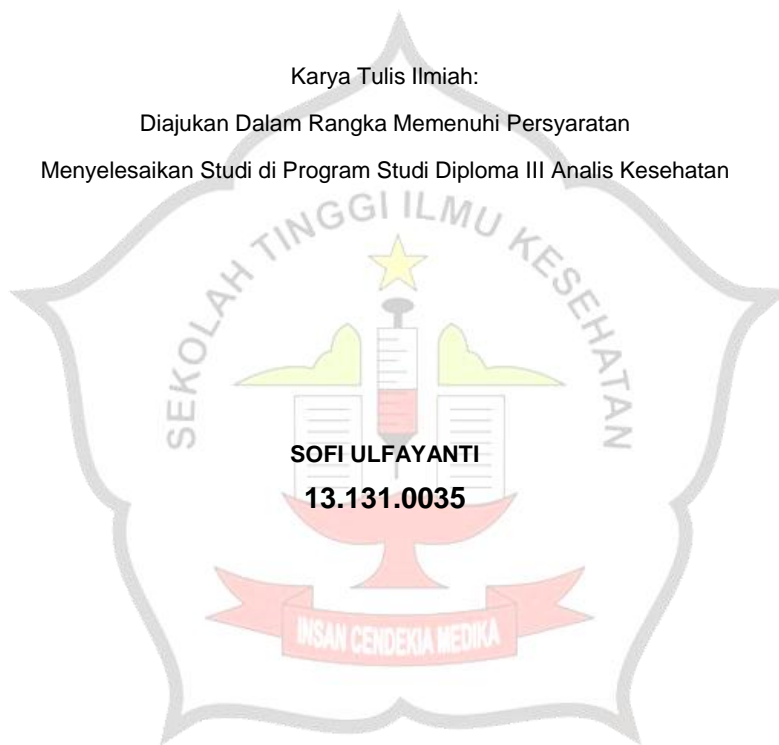 Karya Tulis Ilmiah:
Diajukan Dalam Rangka Memenuhi Persyaratan
Menyelesaikan Studi di Program Studi Diploma III Analis Kesehatan
SEKOLAH TINGGI ILMU KESEHATAN
SOFI ULFAYANTI
13.131.0035
INSAN CENDEKIA MEDIKA